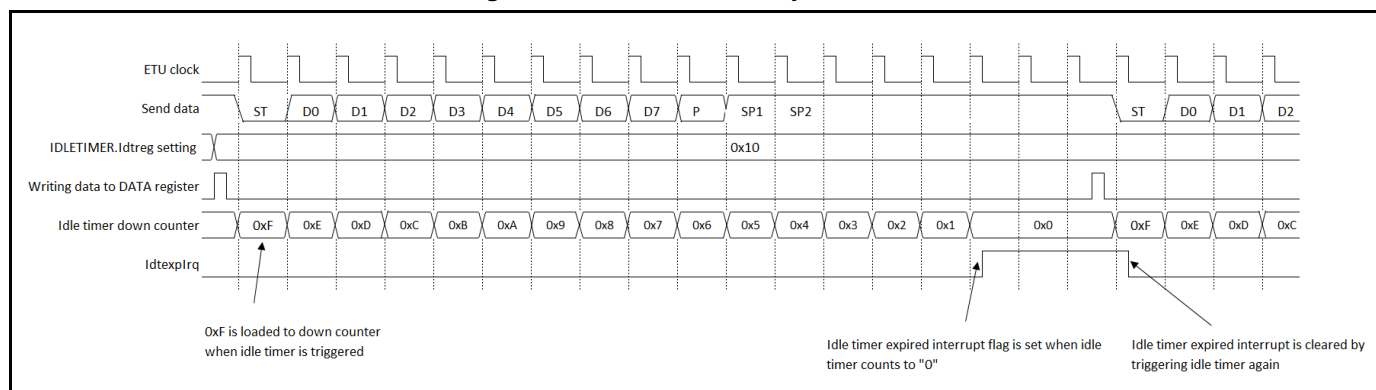 ETU clock
Send data ST D0 D1 D2 D3 D4 D5 D6 D7 P SP1 SP2 ST D0 D1 D2
IDLETIMER.Idtreg setting 0x10
Writing data to DATA register
Idle timer down counter 0xF 0xE 0xD 0xC 0xB 0xA 0x9 0x8 0x7 0x6 0x5 0x4 0x3 0x2 0x1 0x0 0xF 0xE 0xD 0xC
IdtexpIrq
0xF is loaded to down counter
when idle timer is triggered
Idle timer expired interrupt flag is set when idle
timer counts to "0"
Idle timer expired interrupt is cleared by
triggering idle timer again